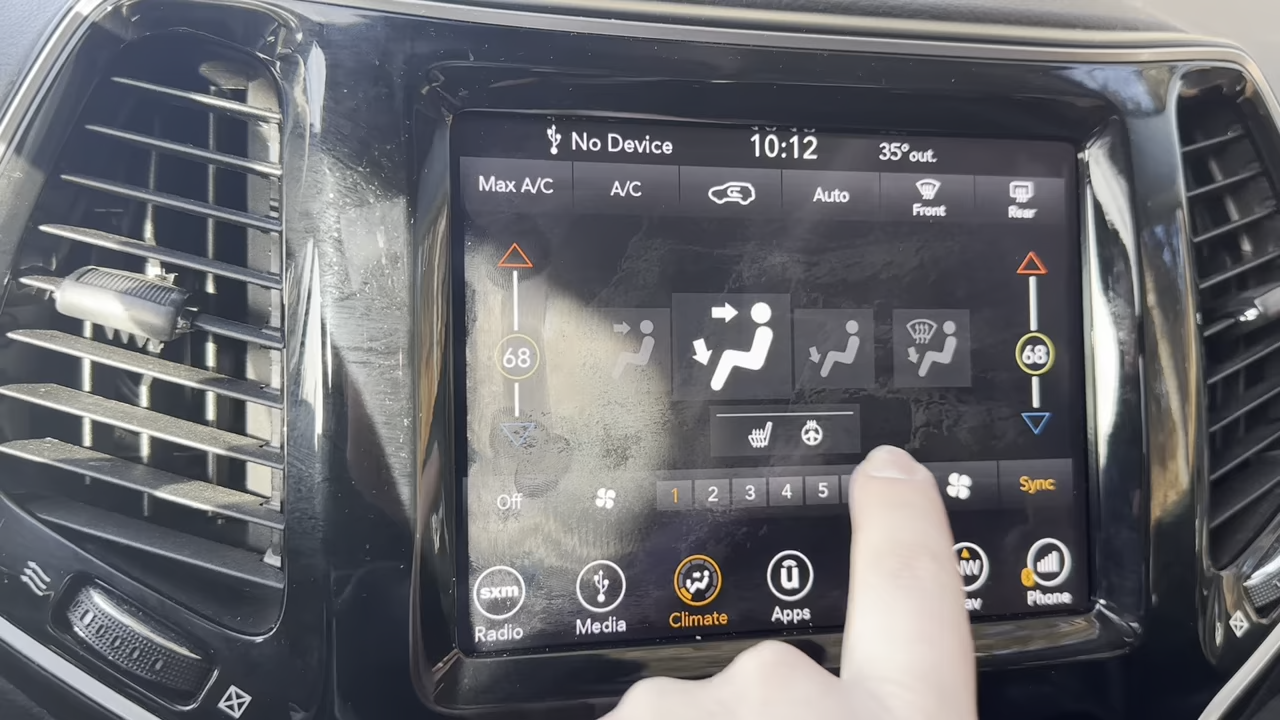 No Device 10:12 35°out.
Max A/C A/C Auto Front Rear
68 68
Off 1 2 3 4 5 Sync
sxm
Radio Media Climate Apps Phone